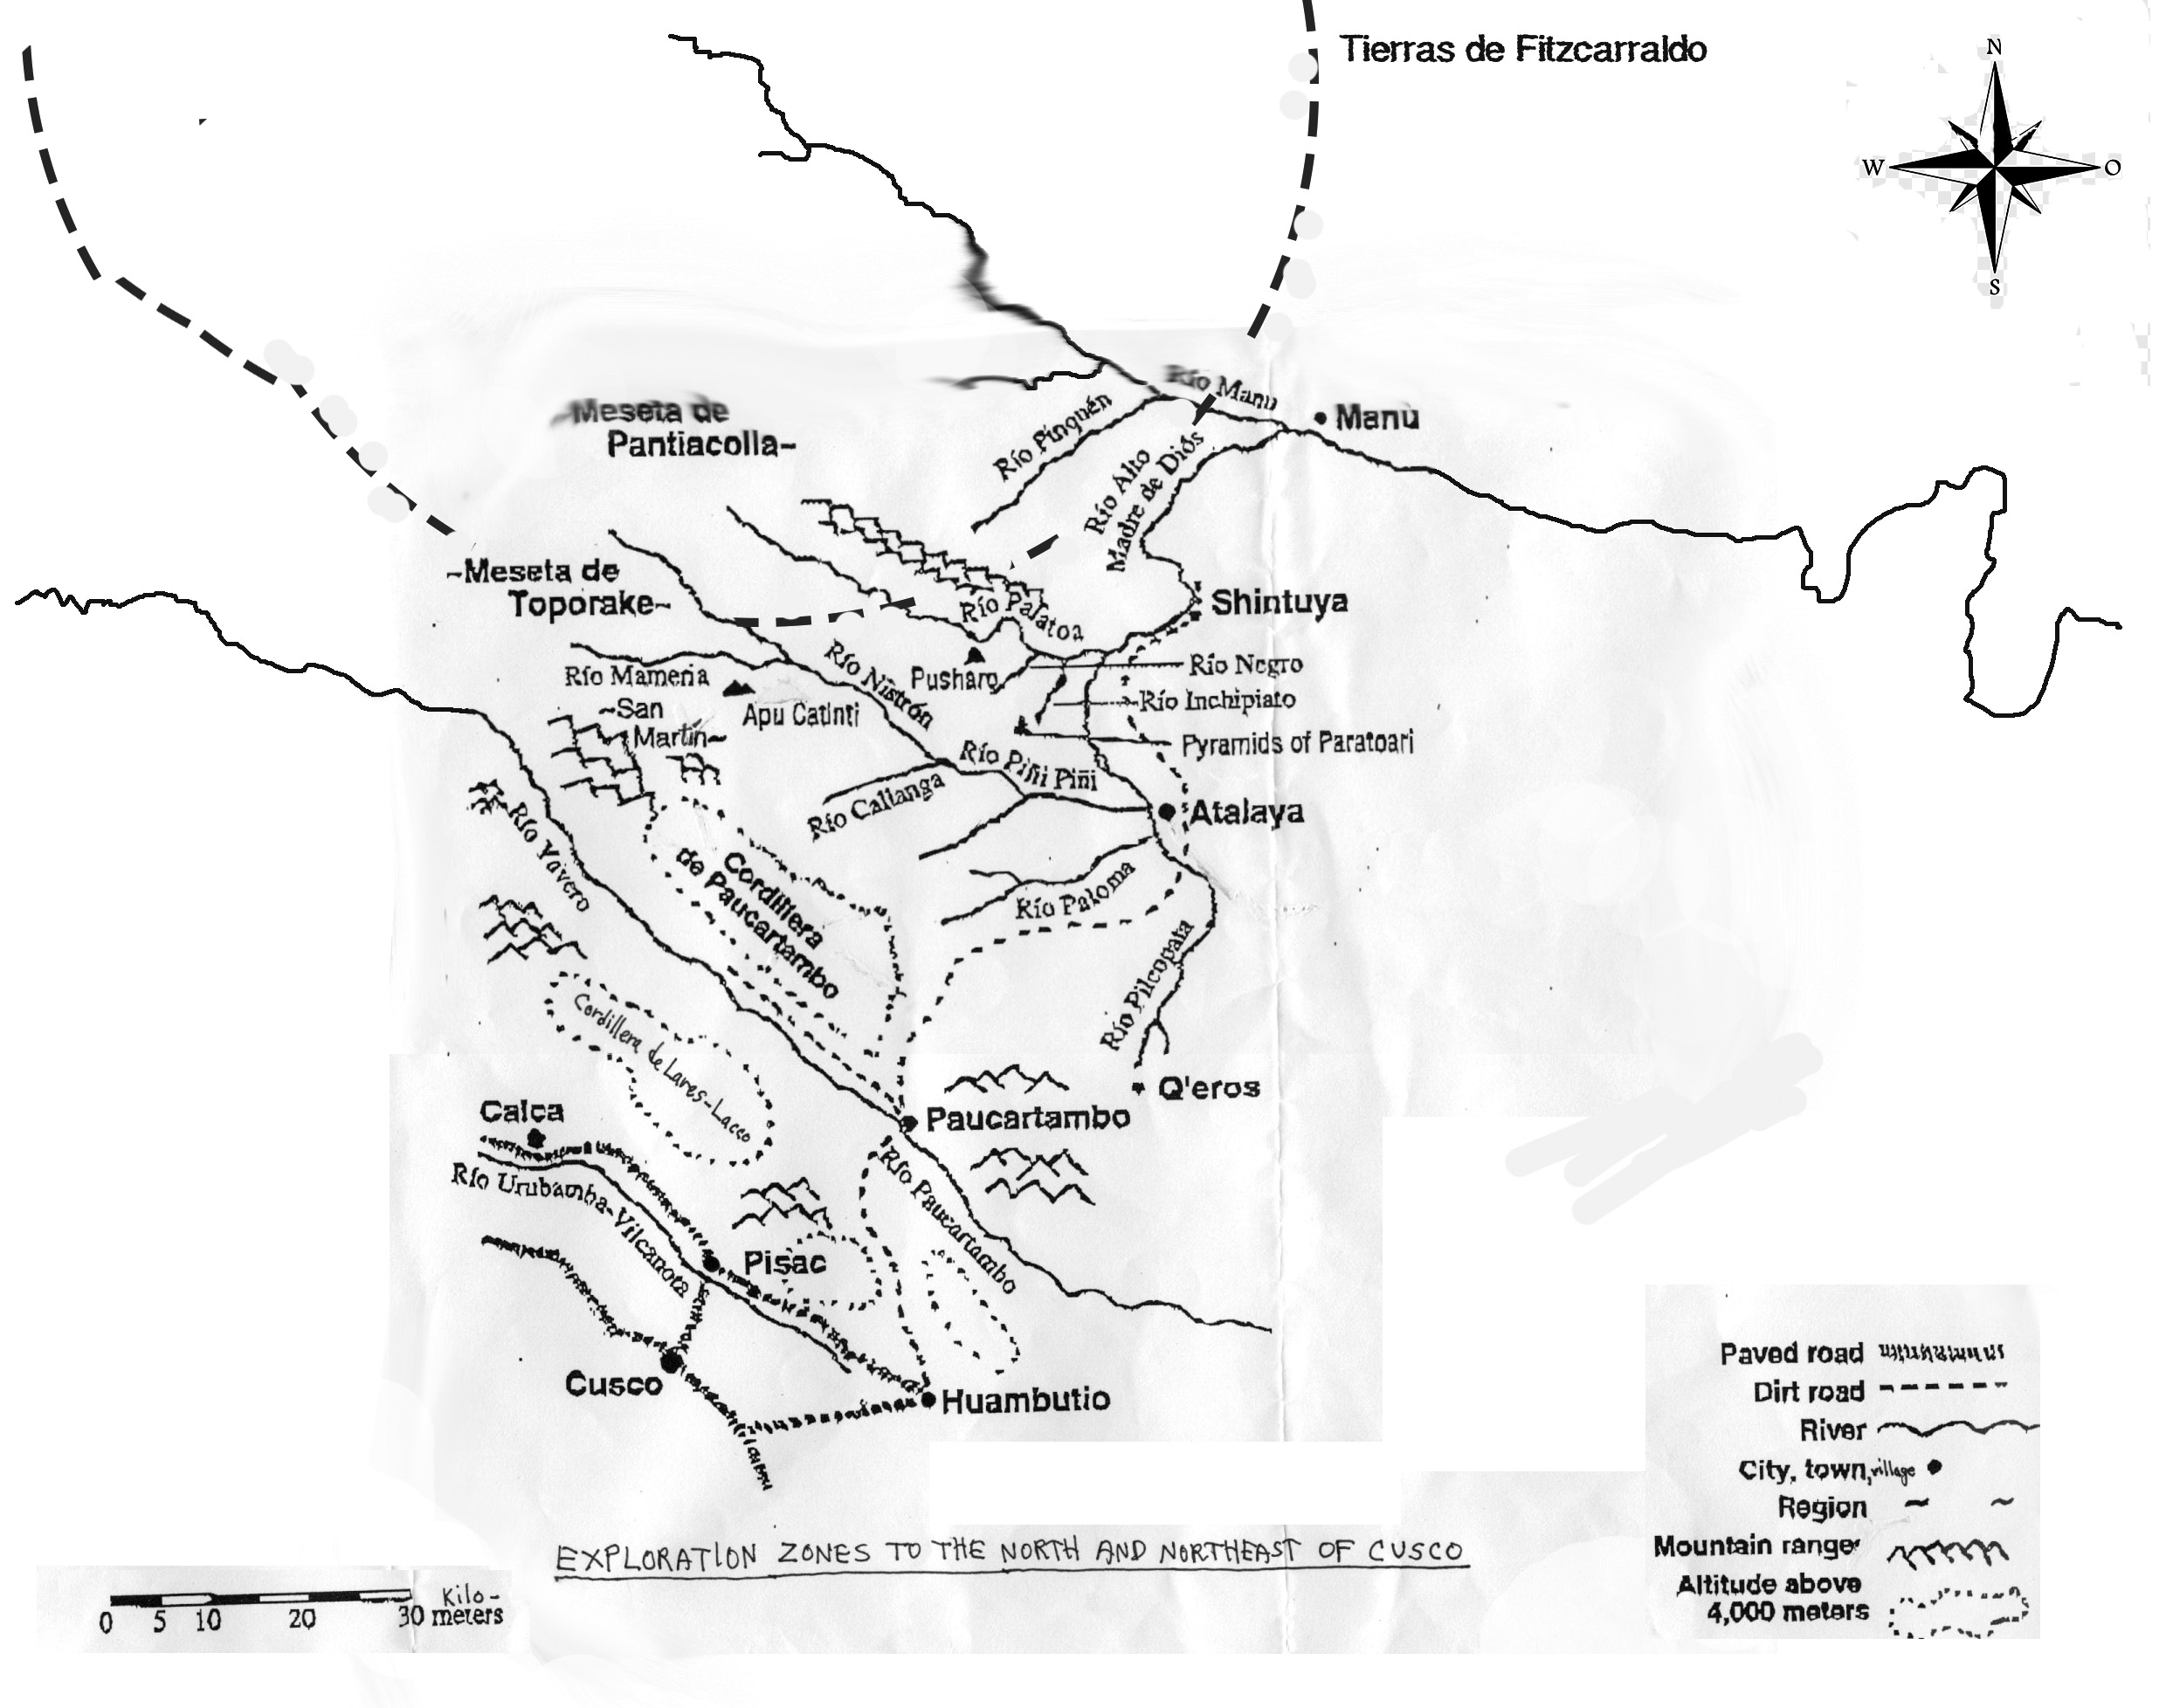 Tierras de Fitzcarraldo
N
W
O
S
Río Manu
Manu
Meseta de
Pantiacolla~
Río Pinquén
Río Alto
Madre de Diós
~Meseta de
Toporake~
Río Palatoa
Shintuya
Río Mameria
Río Nistrón
Pusharo
Río Negro
~San
Martín~
Apu Catinti
Río Inchipiato
Pyramids of Paratoari
Río Piñi Piñi
Río Callanga
Atalaya
Río Yavero
Cordillera
de Paucartambo
Río Paloma
Río Pilcopata
Cordillera de Lares-Lacco
Q'eros
Calca
Paucartambo
Río Urubamba-Vilcanota
Río Paucartambo
Pisac
Cusco
Huambutio
Paved road
Dirt road
River
City, town, village
Region ~ ~
Mountain range
Altitude above
4,000 meters
EXPLORATION ZONES TO THE NORTH AND NORTHEAST OF CUSCO
Kilo-
0 5 10 20 30 meters